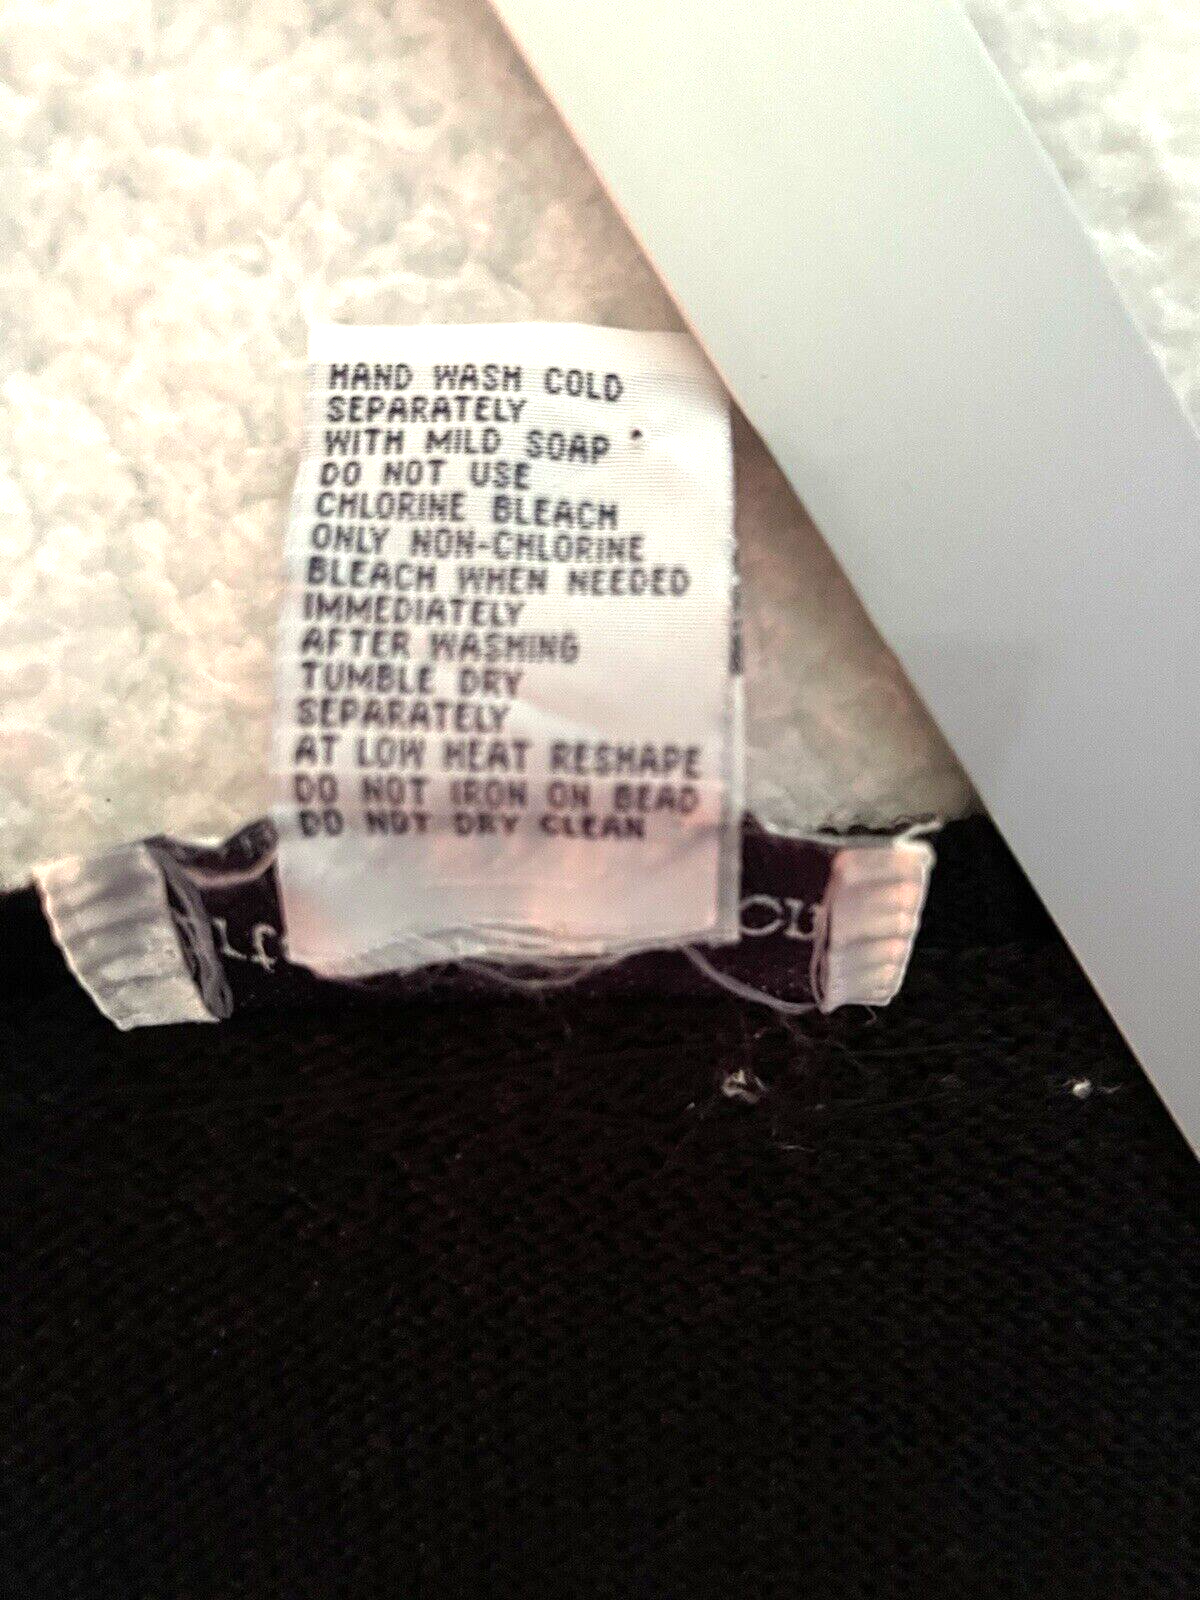 HAND WASH COLD
SEPARATELY
WITH MILD SOAP
DO NOT USE
CHLORINE BLEACH
ONLY NON-CHLORINE
BLEACH WHEN NEEDED
IMMEDIATELY
AFTER WASHING
TUMBLE DRY
SEPARATELY
AT LOW HEAT RESHAPE
DO NOT IRON ON BEAD
DO NOT DRY CLEAN